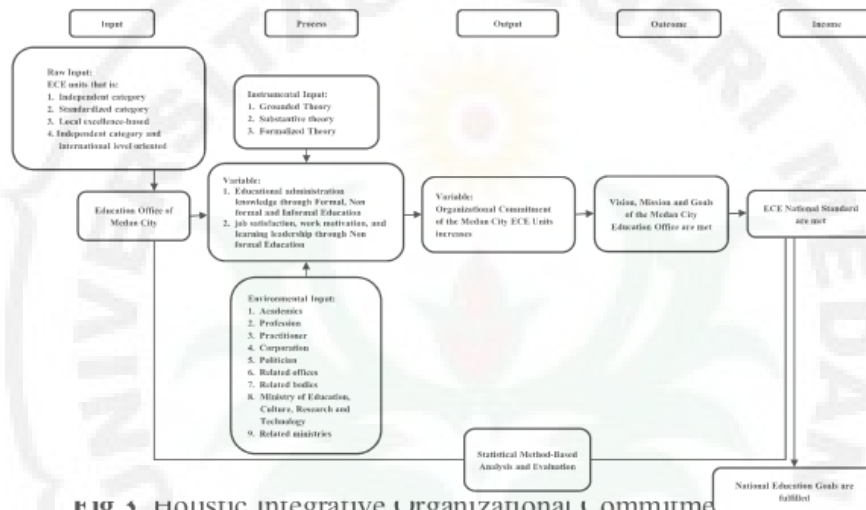 Input
Process
Output
Outcome
Income
Raw Input:
ECE units that is:
1. Independent category
2. Standardized category
3. Local excellence-based
4. Independent category and
International level oriented
Instrumental Input:
1. Grounded Theory
2. Substantive theory
3. Formalized Theory
Education Office of
Medan City
Variable:
1. Educational administration
knowledge through Formal, Non
formal and Informal Education
2. job satisfaction, work motivation, and
learning leadership through Non
formal Education
Variable:
Organizational Commitment
of the Medan City ECE Units
increases
Vision, Mission and Goals
of the Medan City
Education Office are met
ECE National Standard
are met
Environmental Input:
1. Academics
2. Profession
3. Practitioner
4. Corporation
5. Politician
6. Related offices
7. Related bodies
8. Ministry of Education,
Culture, Research and
Technology
9. Related ministries
Statistical Method-Based
Analysis and Evaluation
National Education Goals are
fulfilled
Fig 3. Holistic Integrative Organizational Commitme